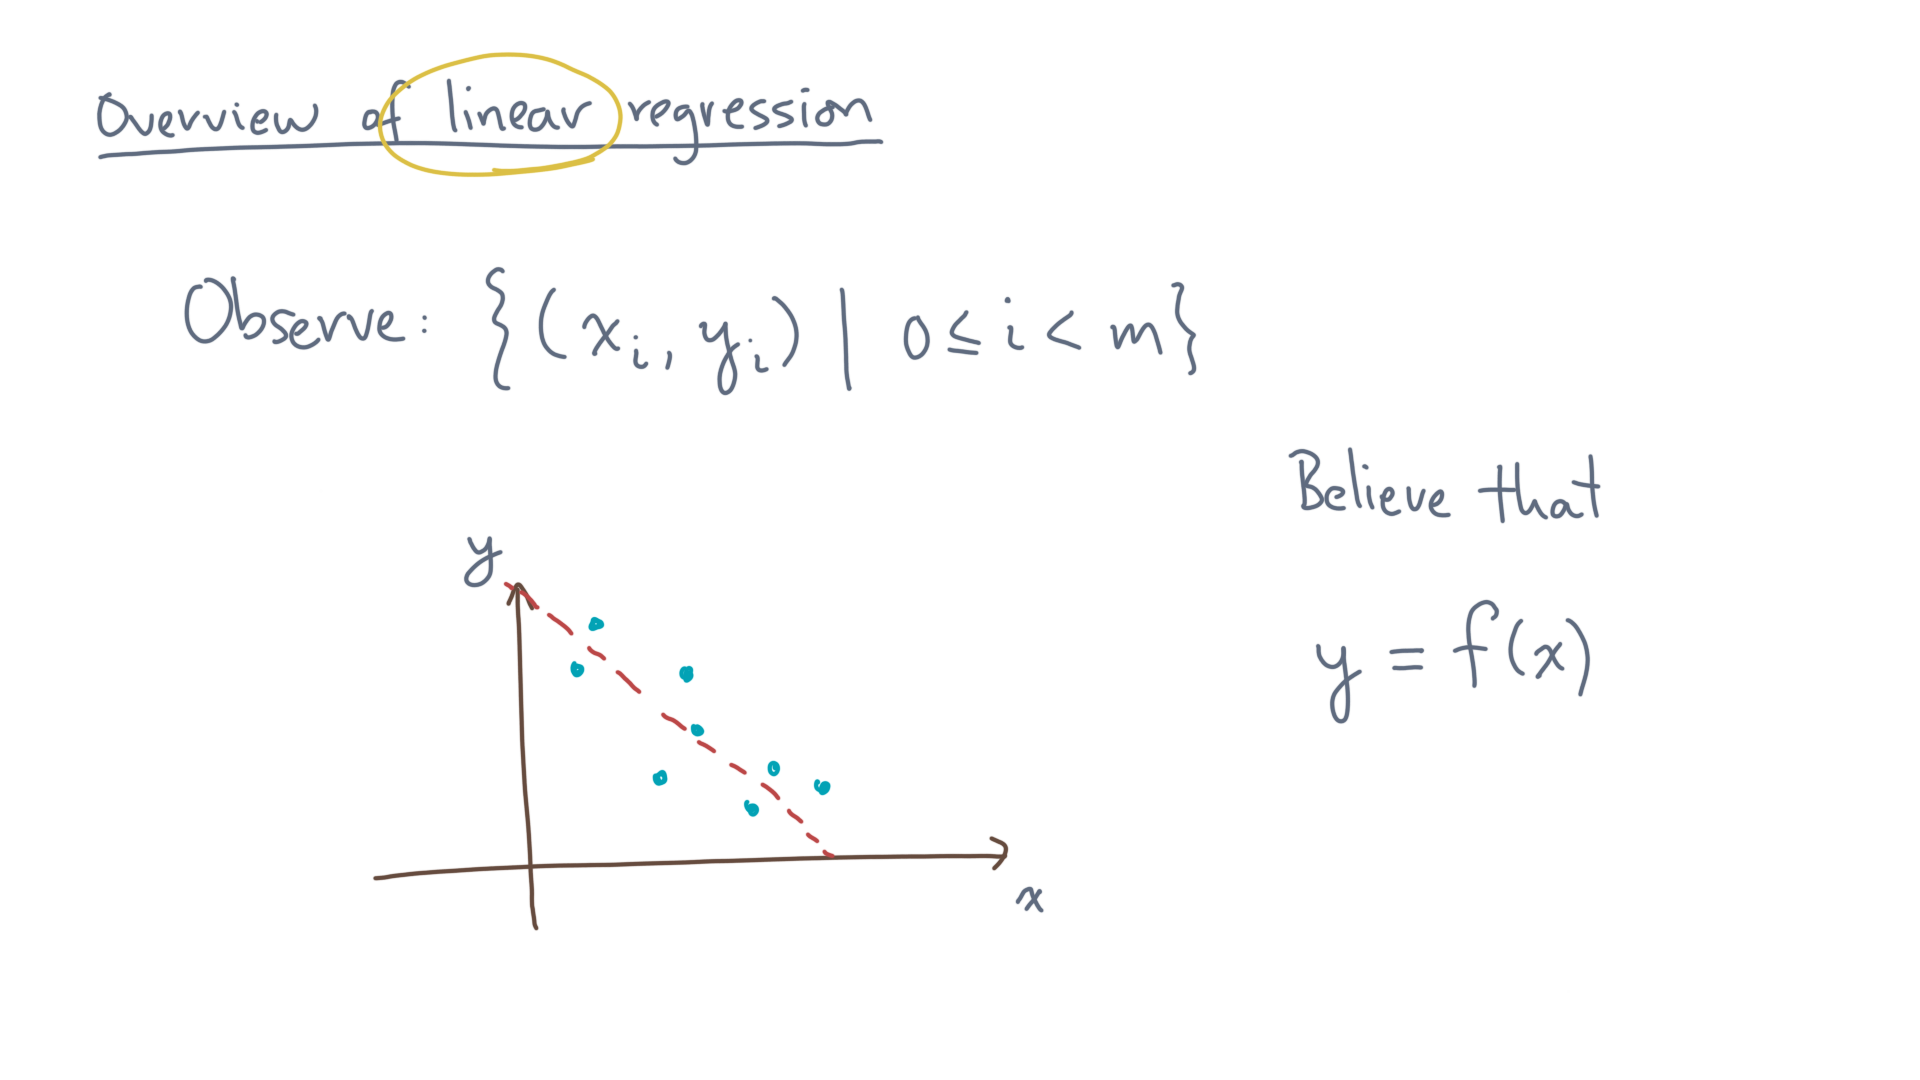 Overview of linear regression
Observe: {(xᵢ, yᵢ) | 0 ≤ i < m}
Believe that
y = f(x)
y
x